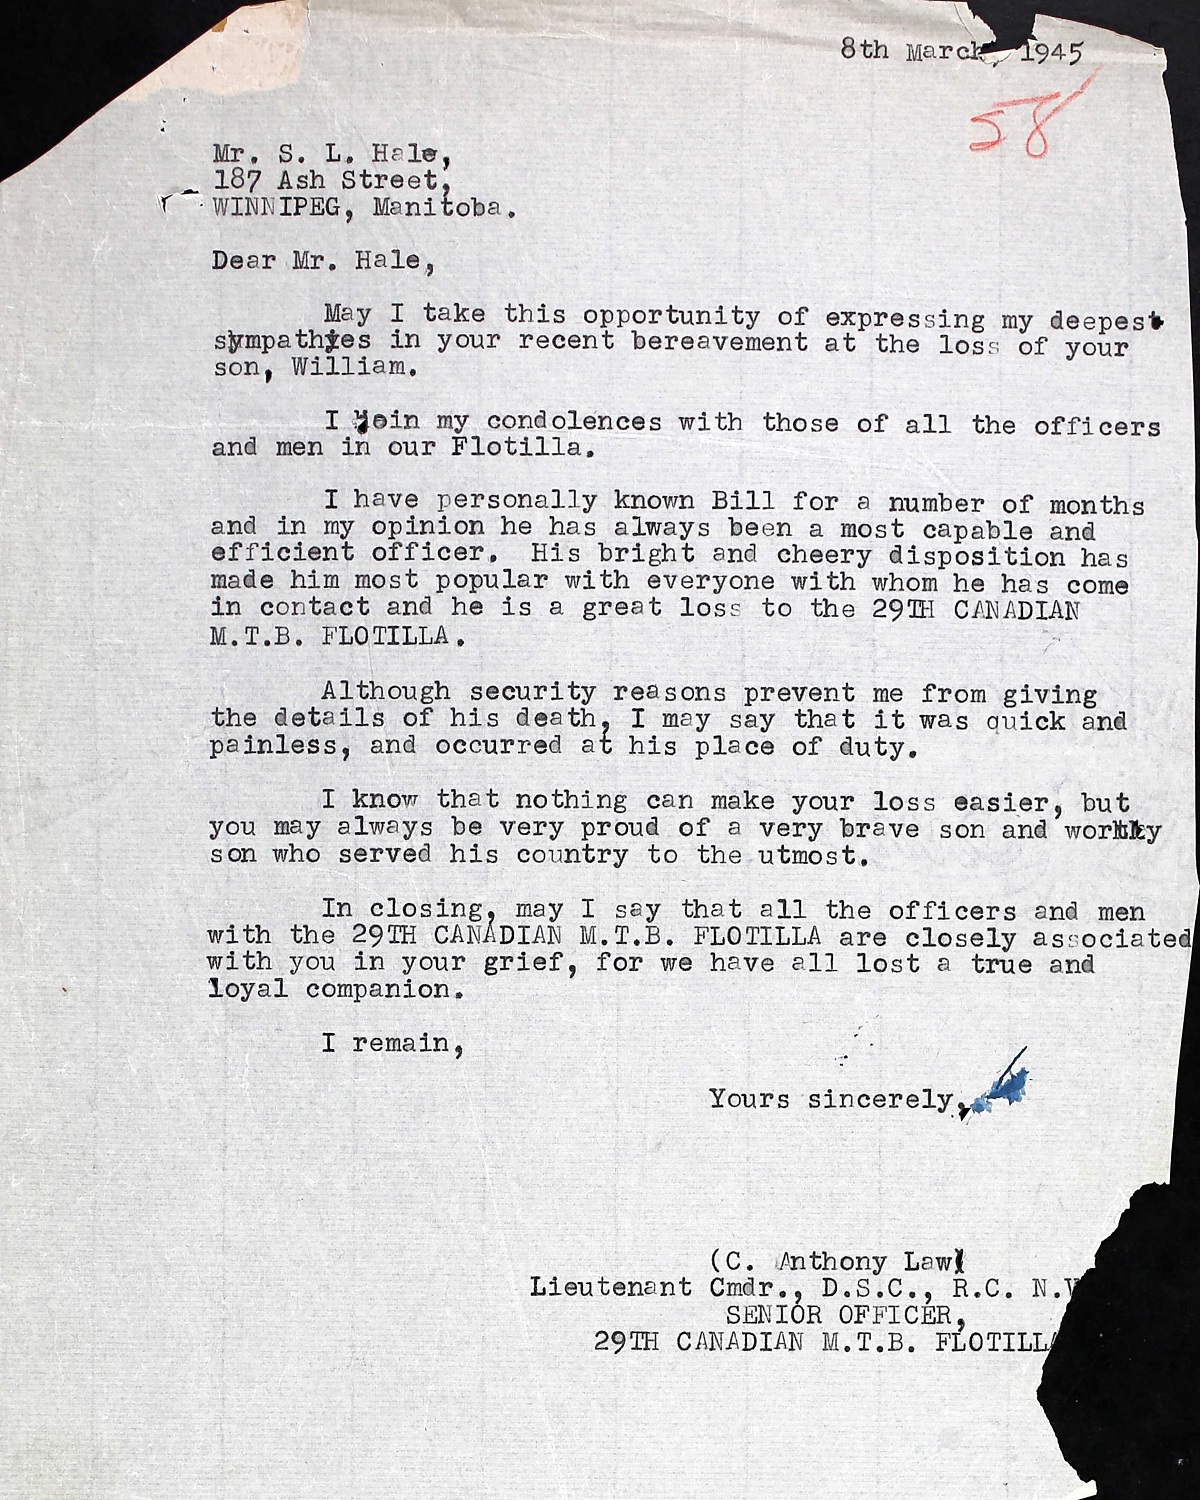 8th March, 1945
58
Mr. S. L. Hale,
187 Ash Street,
WINNIPEG, Manitoba.
Dear Mr. Hale,
May I take this opportunity of expressing my deepest
sympathies in your recent bereavement at the loss of your
son, William.
I join my condolences with those of all the officers
and men in our Flotilla.
I have personally known Bill for a number of months
and in my opinion he has always been a most capable and
efficient officer. His bright and cheery disposition has
made him most popular with everyone with whom he has come
in contact and he is a great loss to the 29TH CANADIAN
M.T.B. FLOTILLA.
Although security reasons prevent me from giving
the details of his death, I may say that it was quick and
painless, and occurred at his place of duty.
I know that nothing can make your loss easier, but
you may always be very proud of a very brave son and worthy
son who served his country to the utmost.
In closing, may I say that all the officers and men
with the 29TH CANADIAN M.T.B. FLOTILLA are closely associated
with you in your grief, for we have all lost a true and
loyal companion.
I remain,
Yours sincerely,
(C. Anthony Law)
Lieutenant Cmdr., D.S.C., R.C. N.V
SENIOR OFFICER,
29TH CANADIAN M.T.B. FLOTILLA